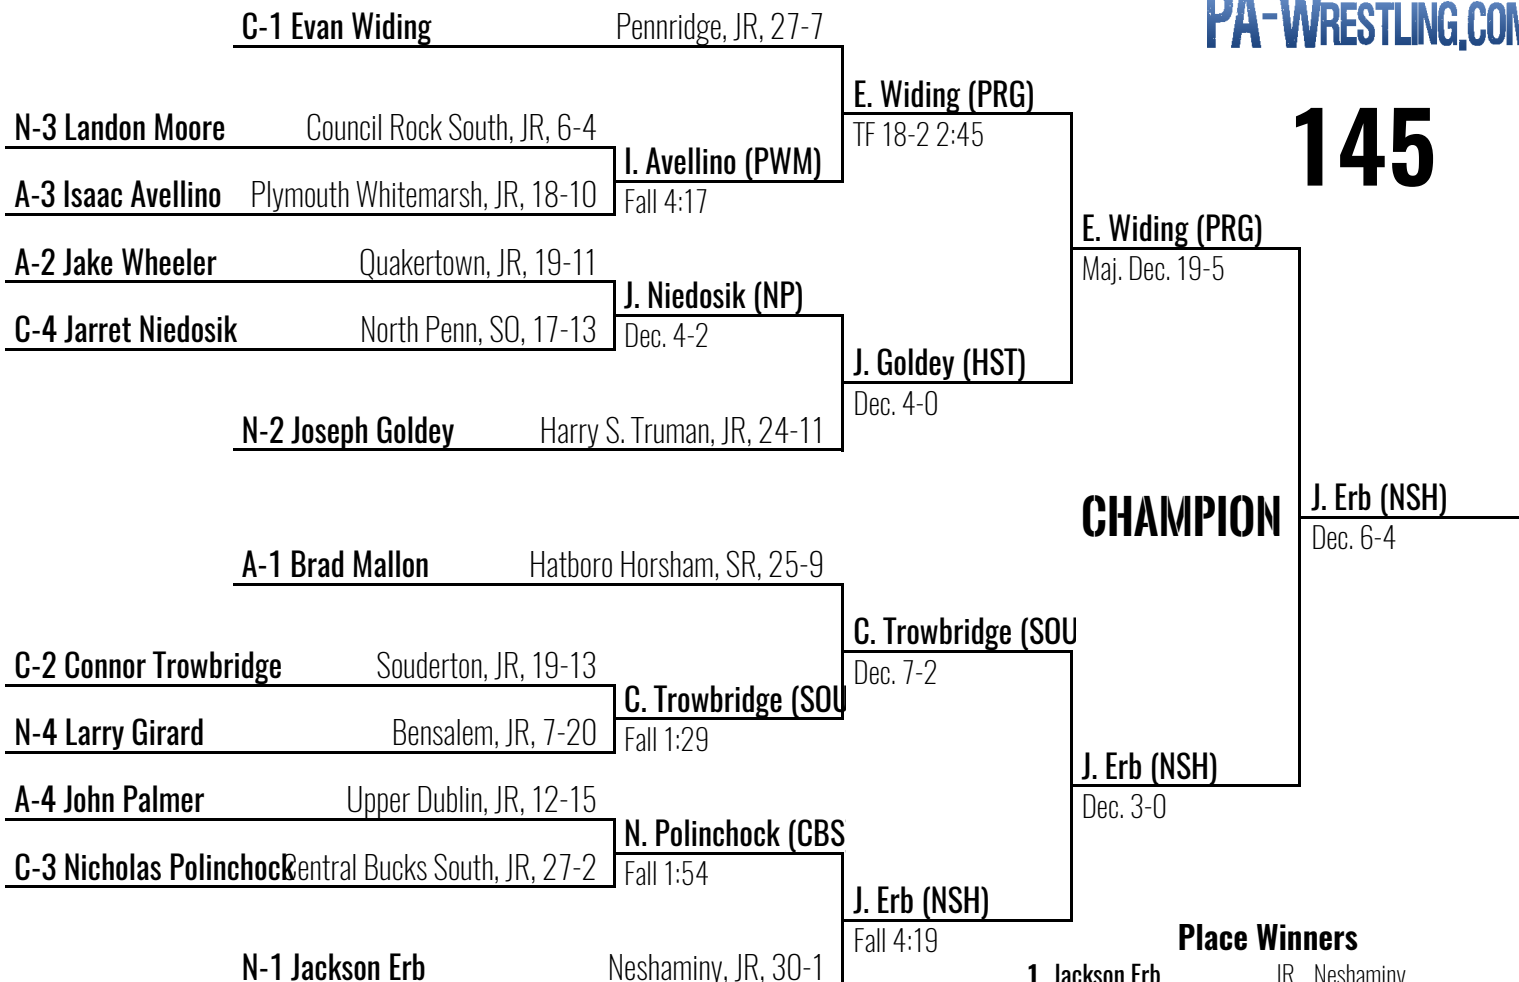 C-1 Evan Widing Pennridge, JR, 27-7
PA-WRESTLING.COM
E. Widing (PRG)
TF 18-2 2:45
145
N-3 Landon Moore Council Rock South, JR, 6-4
I. Avellino (PWM)
Fall 4:17
A-3 Isaac Avellino Plymouth Whitemarsh, JR, 18-10
E. Widing (PRG)
Maj. Dec. 19-5
A-2 Jake Wheeler Quakertown, JR, 19-11
J. Niedosik (NP)
Dec. 4-2
C-4 Jarret Niedosik North Penn, SO, 17-13
J. Goldey (HST)
Dec. 4-0
N-2 Joseph Goldey Harry S. Truman, JR, 24-11
CHAMPION
J. Erb (NSH)
Dec. 6-4
A-1 Brad Mallon Hatboro Horsham, SR, 25-9
C. Trowbridge (SOU
Dec. 7-2
C-2 Connor Trowbridge Souderton, JR, 19-13
C. Trowbridge (SOU
Fall 1:29
N-4 Larry Girard Bensalem, JR, 7-20
J. Erb (NSH)
Dec. 3-0
A-4 John Palmer Upper Dublin, JR, 12-15
N. Polinchock (CBS
Fall 1:54
C-3 Nicholas Polinchock Central Bucks South, JR, 27-2
J. Erb (NSH)
Fall 4:19
N-1 Jackson Erb Neshaminy, JR, 30-1
Place Winners
1 Jackson Erb JR Neshaminy